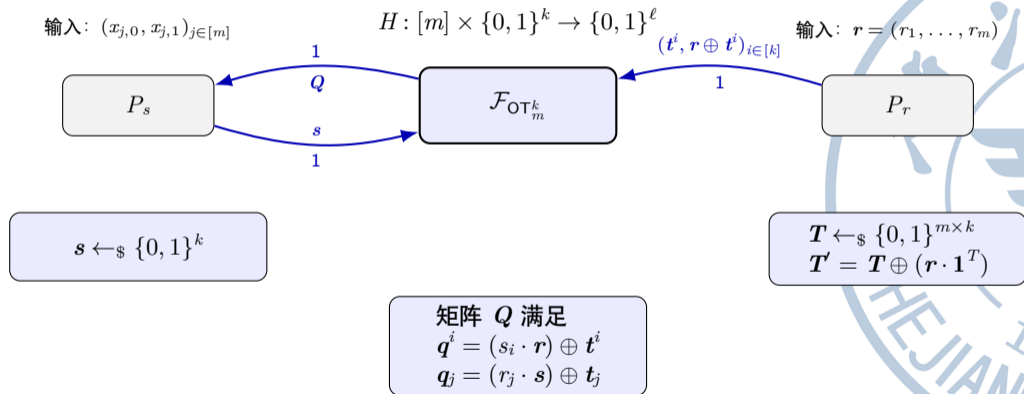 输入：(x_{j,0}, x_{j,1})_{j∈[m]}
H: [m] × {0, 1}^k → {0, 1}^ℓ
输入：r = (r_1, . . . , r_m)
1
Q
(t^i, r ⊕ t^i)_{i∈[k]}
1
P_s
F_{OT^k_m}
P_r
s
1
s ←_$ {0, 1}^k
T ←_$ {0, 1}^{m×k}
T′ = T ⊕ (r · 1^T)
矩阵 Q 满足
q^i = (s_i · r) ⊕ t^i
q_j = (r_j · s) ⊕ t_j
HEJIANG